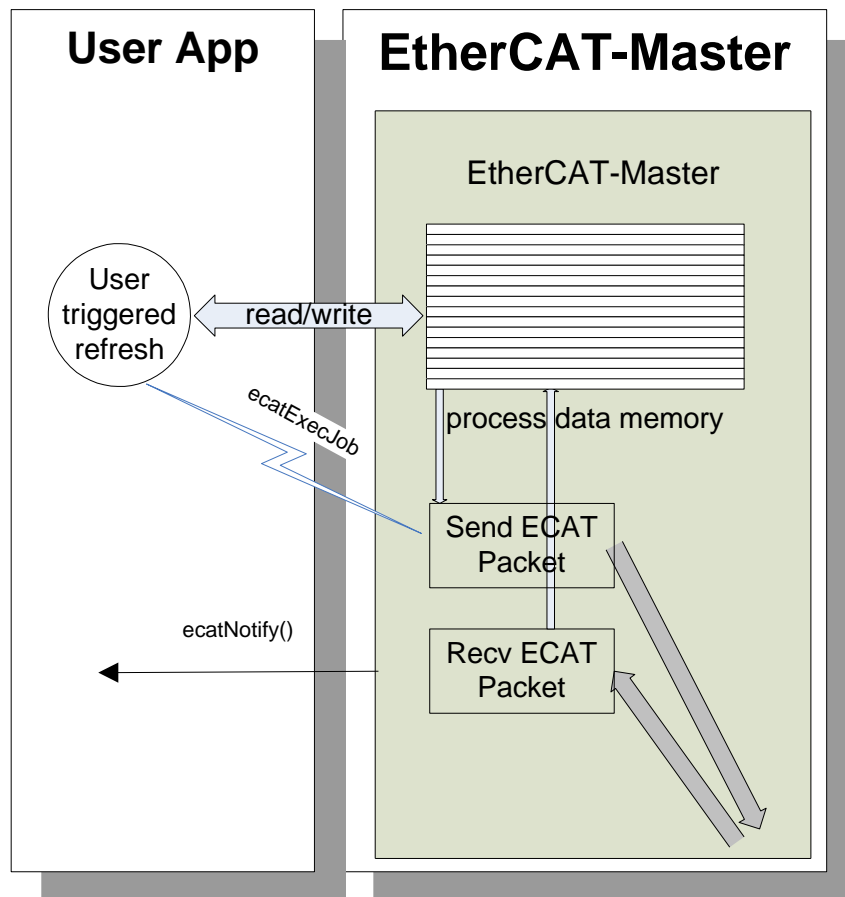 User App
EtherCAT-Master
EtherCAT-Master
User
triggered
refresh
read/write
ecatExecJob
process data memory
Send ECAT
Packet
ecatNotify()
Recv ECAT
Packet